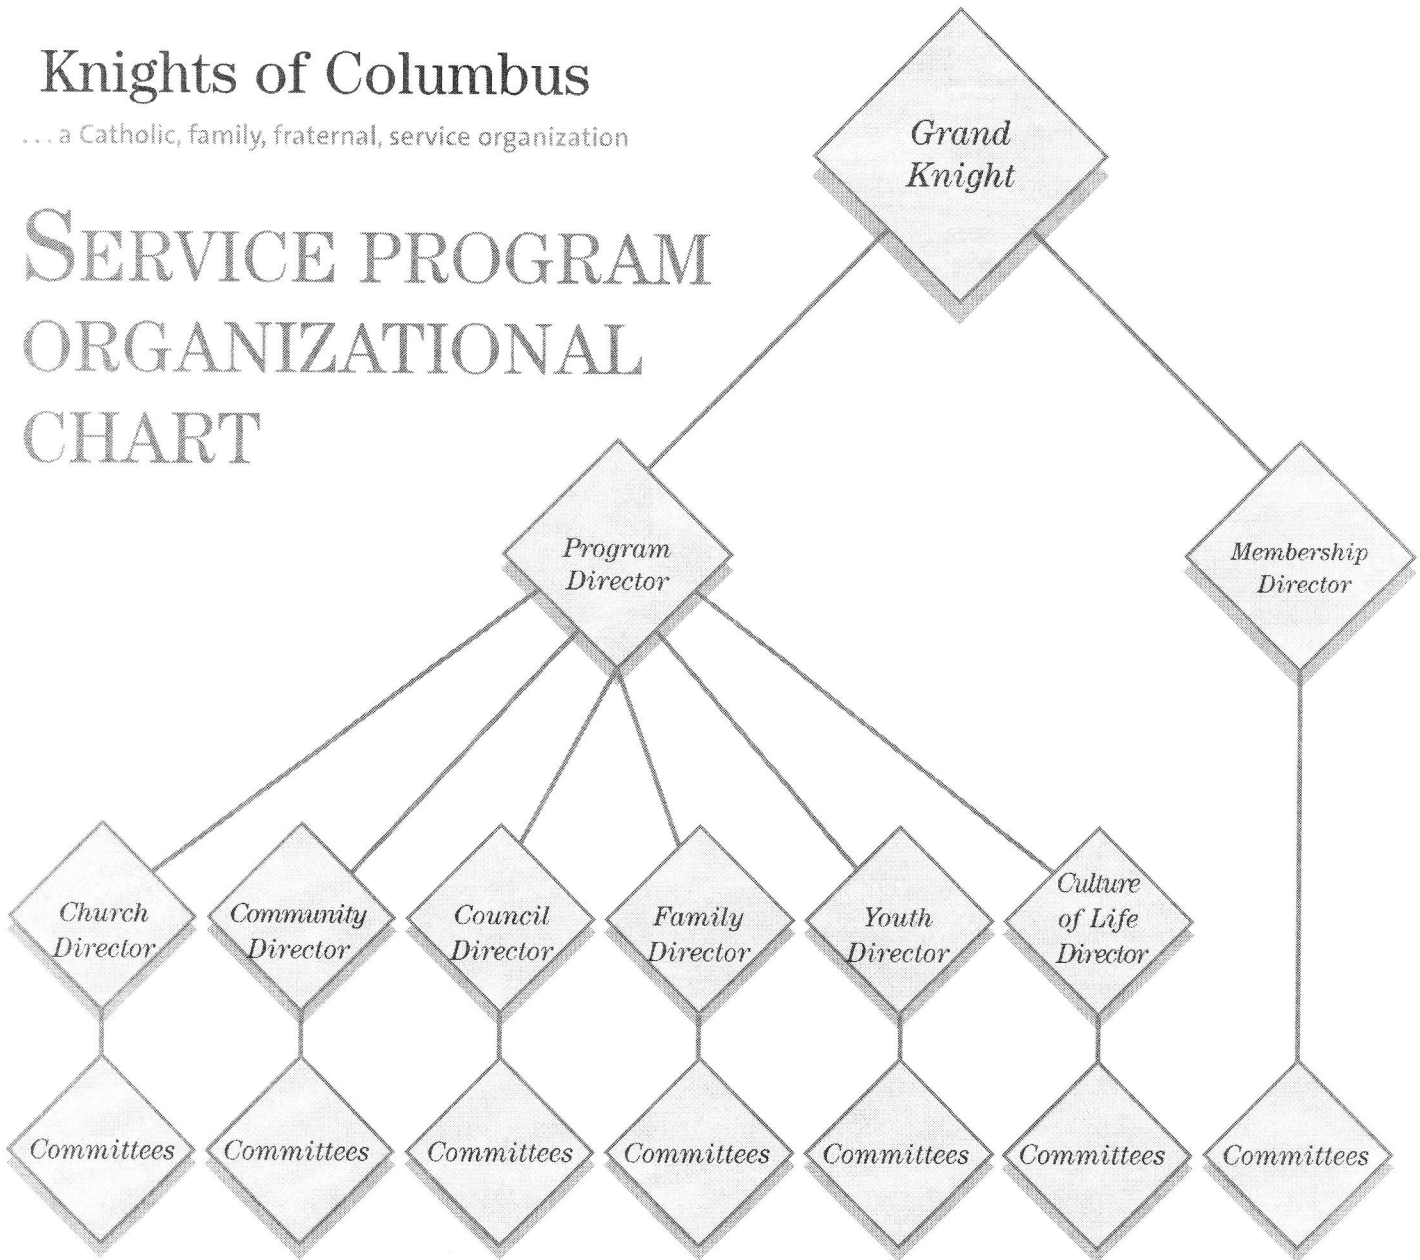 Knights of Columbus
...a Catholic, family, fraternal, service organization
SERVICE PROGRAM
ORGANIZATIONAL
CHART
Grand
Knight
Program
Director
Membership
Director
Church
Director
Community
Director
Council
Director
Family
Director
Youth
Director
Culture
of Life
Director
Committees
Committees
Committees
Committees
Committees
Committees
Committees